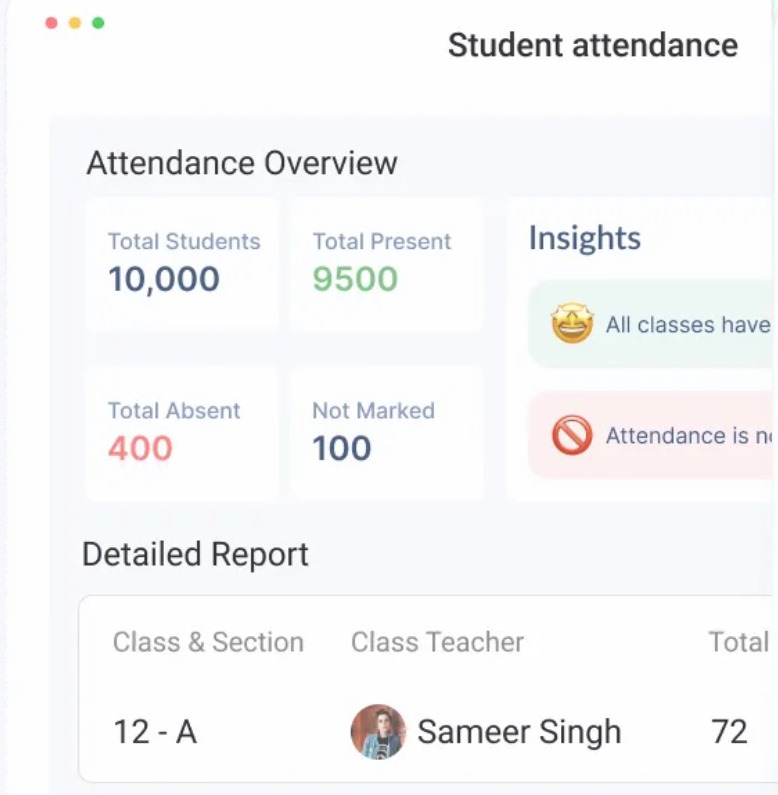 Student attendance
Attendance Overview
Total Students
10,000
Total Present
9500
Total Absent
400
Not Marked
100
Insights
All classes have
Attendance is
Detailed Report
Class & Section
Class Teacher
Total
12 - A
Sameer Singh
72